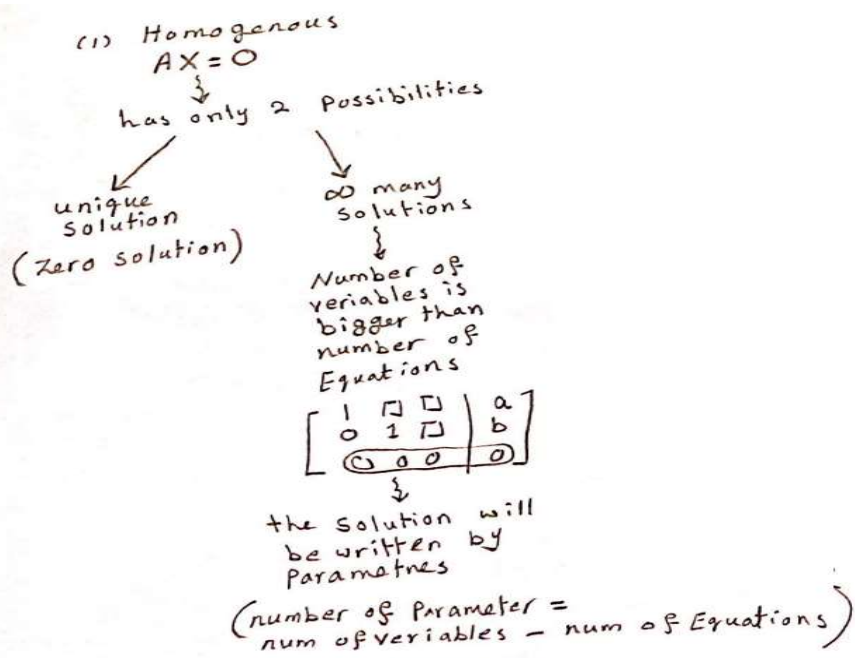 (1) Homogenous
AX = 0
has only 2 Possibilities
unique
Solution
(Zero Solution)
∞ many
Solutions
Number of
veriables is
bigger than
number of
Equations
[ 1 □ □ | a ]
[ 0 1 □ | b ]
[ 0 0 0 | 0 ]
the Solution will
be written by
Parametnes
(number of Parameter =
num of veriables - num of Equations)